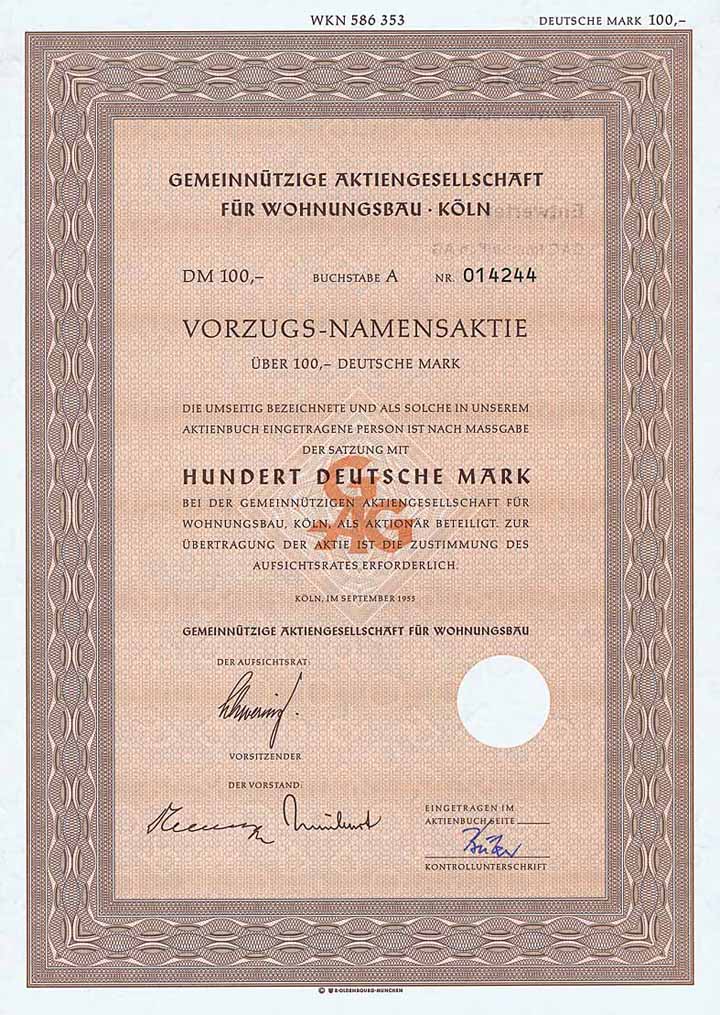 WKN 586 353 DEUTSCHE MARK 100,–
GEMEINNÜTZIGE AKTIENGESELLSCHAFT
FÜR WOHNUNGSBAU · KÖLN
DM 100,– BUCHSTABE A NR. 014244
VORZUGS-NAMENSAKTIE
ÜBER 100,– DEUTSCHE MARK
DIE UMSEITIG BEZEICHNETE UND ALS SOLCHE IN UNSEREM
AKTIENBUCH EINGETRAGENE PERSON IST NACH MASSGABE
DER SATZUNG MIT
HUNDERT DEUTSCHE MARK
BEI DER GEMEINNÜTZIGEN AKTIENGESELLSCHAFT FÜR
WOHNUNGSBAU, KÖLN, ALS AKTIONÄR BETEILIGT. ZUR
ÜBERTRAGUNG DER AKTIE IST DIE ZUSTIMMUNG DES
AUFSICHTSRATES ERFORDERLICH.
GAG
KÖLN, IM SEPTEMBER 1955
GEMEINNÜTZIGE AKTIENGESELLSCHAFT FÜR WOHNUNGSBAU
DER AUFSICHTSRAT:
VORSITZENDER
DER VORSTAND:
EINGETRAGEN IM
AKTIENBUCH SEITE
KONTROLLUNTERSCHRIFT
R·OLDENBOURG·MÜNCHEN